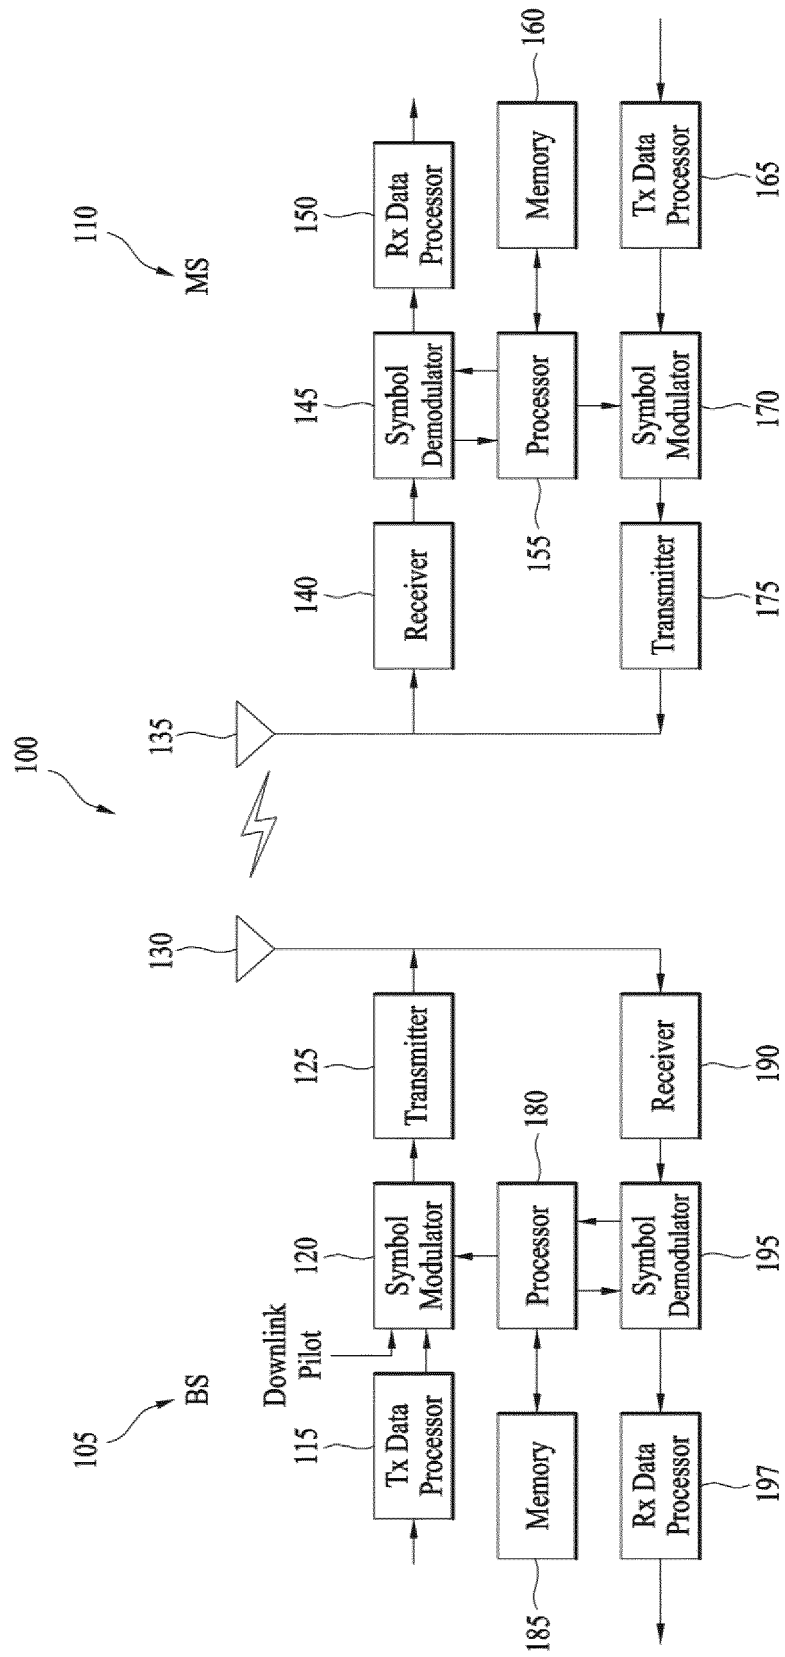 100
105
BS
110
MS
Downlink
Pilot
115
Tx Data
Processor
120
Symbol
Modulator
125
Transmitter
130
135
140
Receiver
145
Symbol
Demodulator
150
Rx Data
Processor
185
Memory
180
Processor
155
Processor
160
Memory
197
Rx Data
Processor
195
Symbol
Demodulator
190
Receiver
175
Transmitter
170
Symbol
Modulator
165
Tx Data
Processor